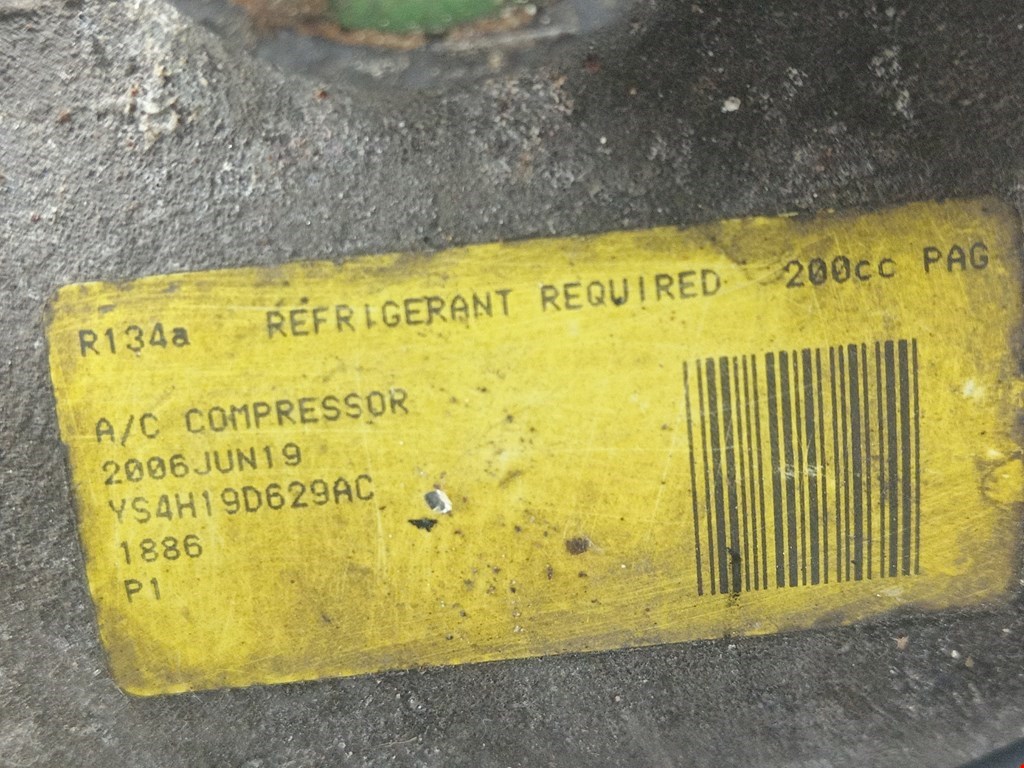 R134a REFRIGERANT REQUIRED 200cc PAG
A/C COMPRESSOR
2006JUN19
YS4H19D629AC
1886
P1